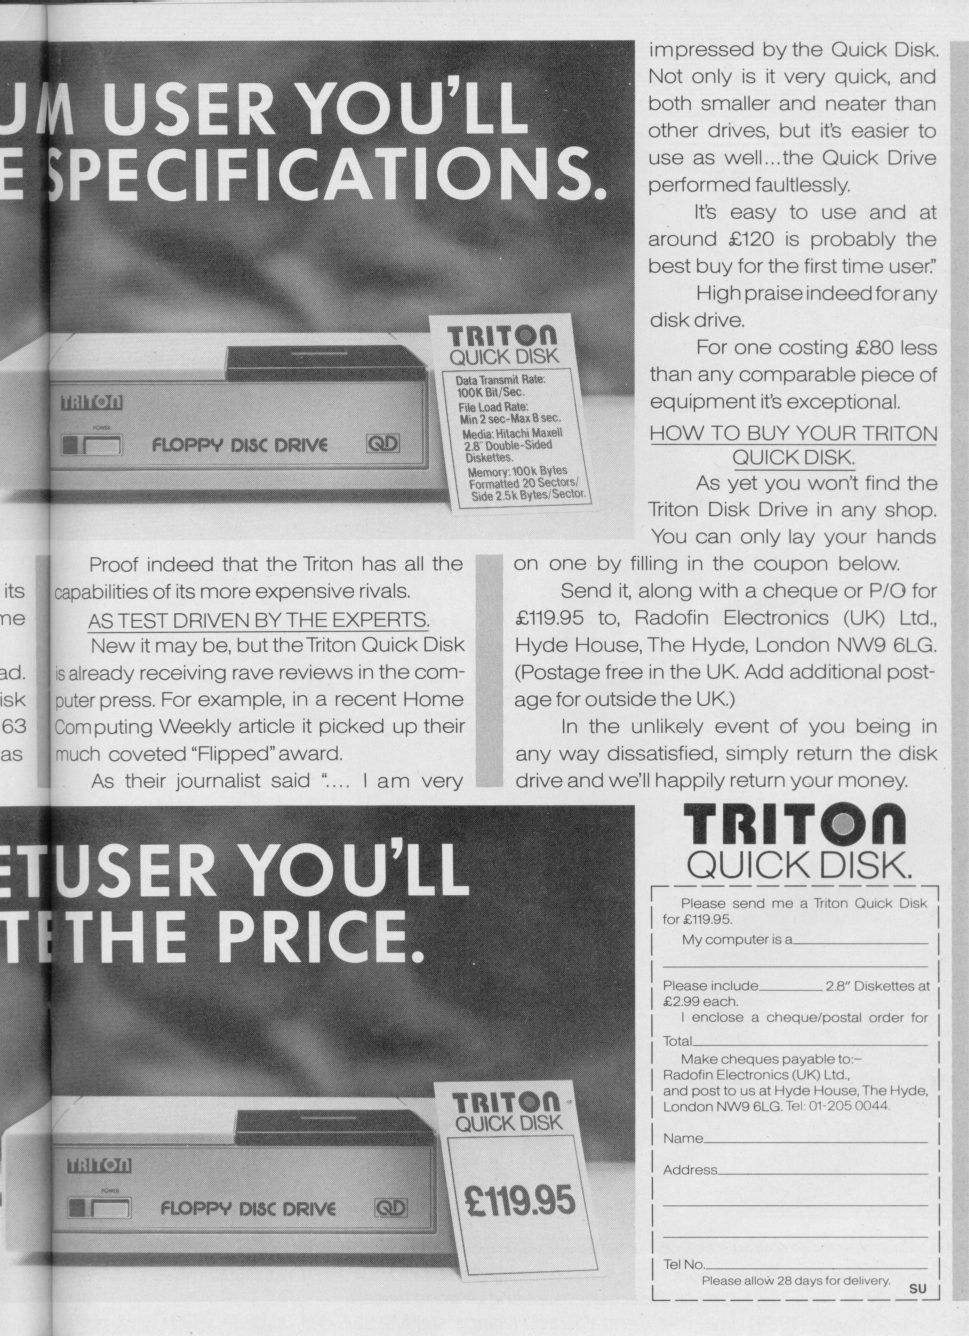 UM USER YOU'LL
E SPECIFICATIONS.
TRITON
QUICK DISK
Data Transmit Rate:
100K Bit/Sec.
File Load Rate:
Min 2 sec-Max 8 sec.
Media: Hitachi Maxell
2.8" Double-Sided
Diskettes.
Memory: 100k Bytes
Formatted 20 Sectors/
Side 2.5k Bytes/Sector.
TRITON
POWER
FLOPPY DISC DRIVE
QD
its
me
ad.
isk
63
as
Proof indeed that the Triton has all the
capabilities of its more expensive rivals.
AS TEST DRIVEN BY THE EXPERTS.
New it may be, but the Triton Quick Disk
is already receiving rave reviews in the com-
puter press. For example, in a recent Home
Computing Weekly article it picked up their
much coveted "Flipped" award.
As their journalist said ".... I am very
impressed by the Quick Disk.
Not only is it very quick, and
both smaller and neater than
other drives, but it's easier to
use as well...the Quick Drive
performed faultlessly.
It's easy to use and at
around £120 is probably the
best buy for the first time user."
High praise indeed for any
disk drive.
For one costing £80 less
than any comparable piece of
equipment it's exceptional.
HOW TO BUY YOUR TRITON
QUICK DISK.
As yet you won't find the
Triton Disk Drive in any shop.
You can only lay your hands
on one by filling in the coupon below.
Send it, along with a cheque or P/O for
£119.95 to, Radofin Electronics (UK) Ltd.,
Hyde House, The Hyde, London NW9 6LG.
(Postage free in the UK. Add additional post-
age for outside the UK.)
In the unlikely event of you being in
any way dissatisfied, simply return the disk
drive and we'll happily return your money.
ET USER YOU'LL
TE THE PRICE.
TRITON
QUICK DISK
£119.95
TRITON
POWER
FLOPPY DISC DRIVE
QD
TRITON
QUICK DISK.
Please send me a Triton Quick Disk
for £119.95.
My computer is a
Please include 2.8" Diskettes at
£2.99 each.
I enclose a cheque/postal order for
Total
Make cheques payable to:–
Radofin Electronics (UK) Ltd.,
and post to us at Hyde House, The Hyde,
London NW9 6LG. Tel: 01-205 0044.
Name
Address
Tel No.
Please allow 28 days for delivery.
SU